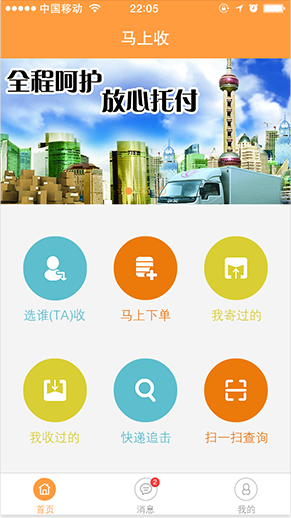 中国移动 22:05
马上收
全程呵护
放心托付
选谁(TA)收 马上下单 我寄过的
我收过的 快递追击 扫一扫查询
2
首页 消息 我的